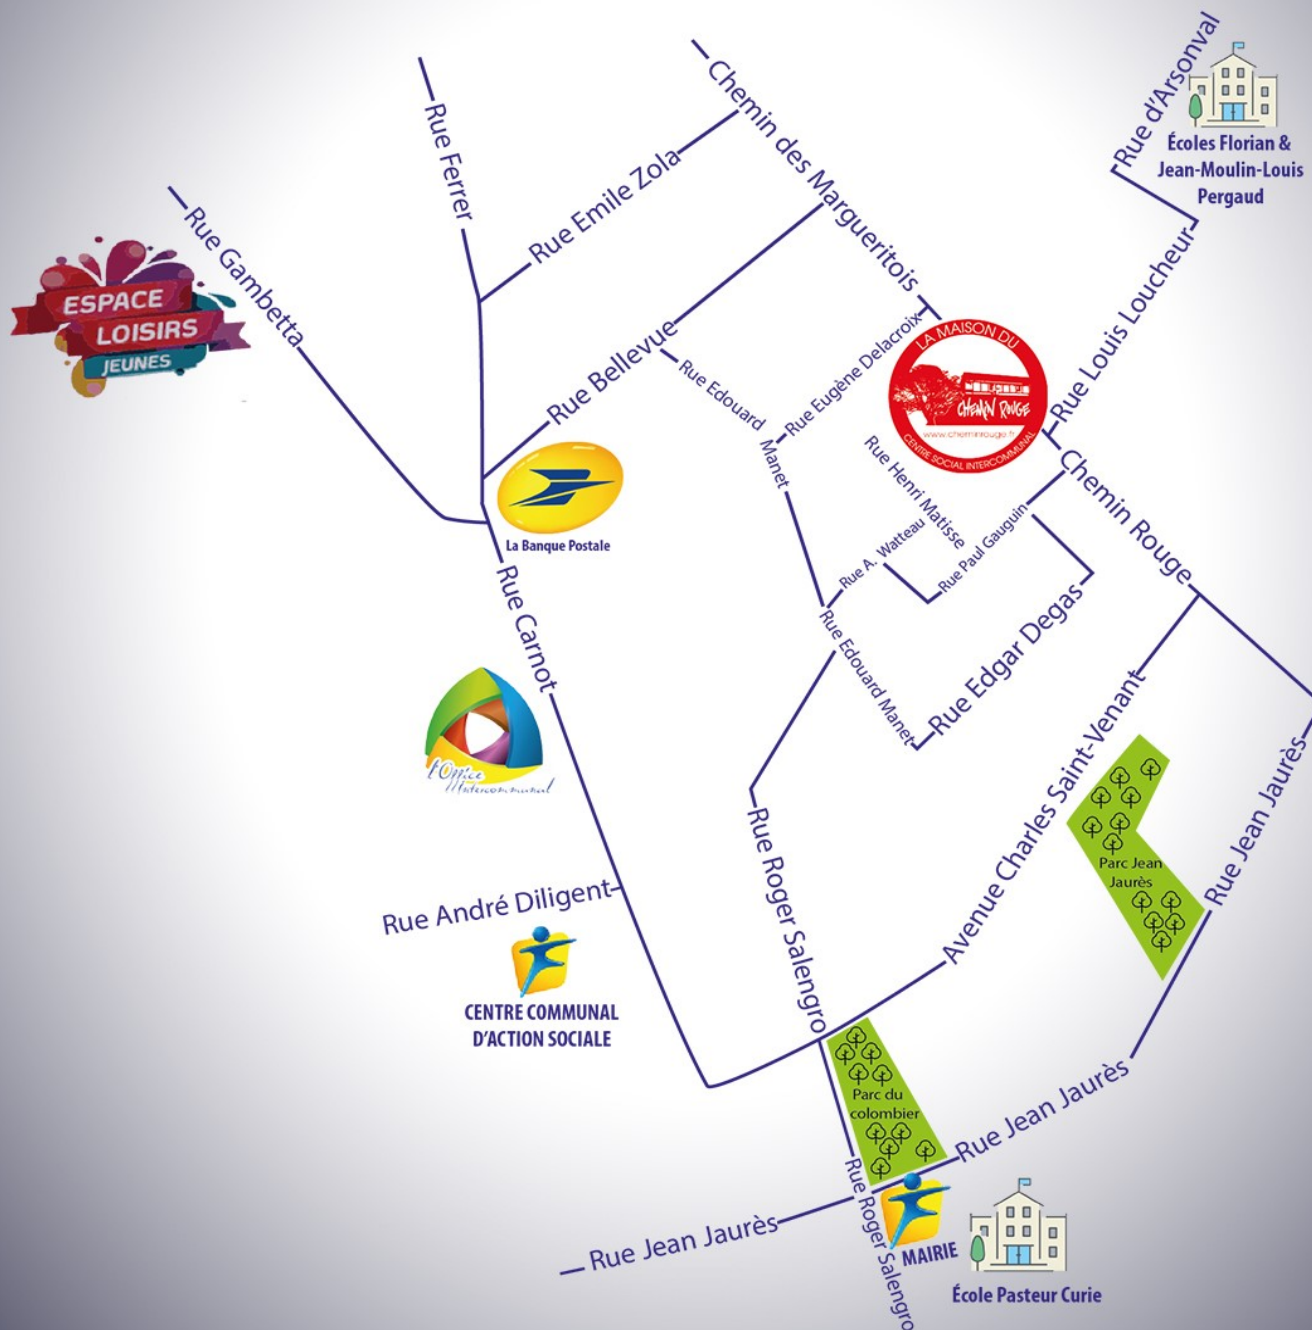 Rue d'Arsonval
Écoles Florian &
Jean-Moulin-Louis
Pergaud
Chemin des Margueritois
Rue Ferrer
Rue Emile Zola
Rue Gambetta
ESPACE
LOISIRS
JEUNES
Rue Louis Loucheur
LA MAISON DU
CHEMIN ROUGE
www.cheminrouge.fr
CENTRE SOCIAL INTERCOMMUNAL
Rue Eugène Delacroix
Rue Bellevue
Rue Edouard
Manet
La Banque Postale
Rue Henri Matisse
Chemin Rouge
Rue A. Watteau
Rue Paul Gauguin
Rue Carnot
Rue Edouard Manet
Rue Edgar Degas
l'Office
Intercommunal
Avenue Charles Saint-Venant
Rue Jean Jaurès
Parc Jean
Jaurès
Rue Roger Salengro
Rue André Diligent
CENTRE COMMUNAL
D'ACTION SOCIALE
Parc du
colombier
Rue Jean Jaurès
Rue Roger Salengro
Rue Jean Jaurès
MAIRIE
École Pasteur Curie